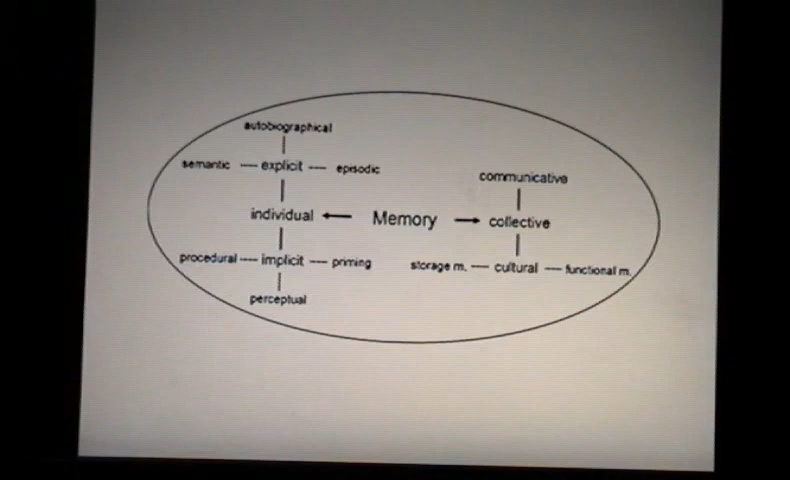 autobiographical
semantic — explicit — episodic
communicative
individual ← Memory → collective
procedural — implicit — priming
storage m. — cultural — functional m.
perceptual